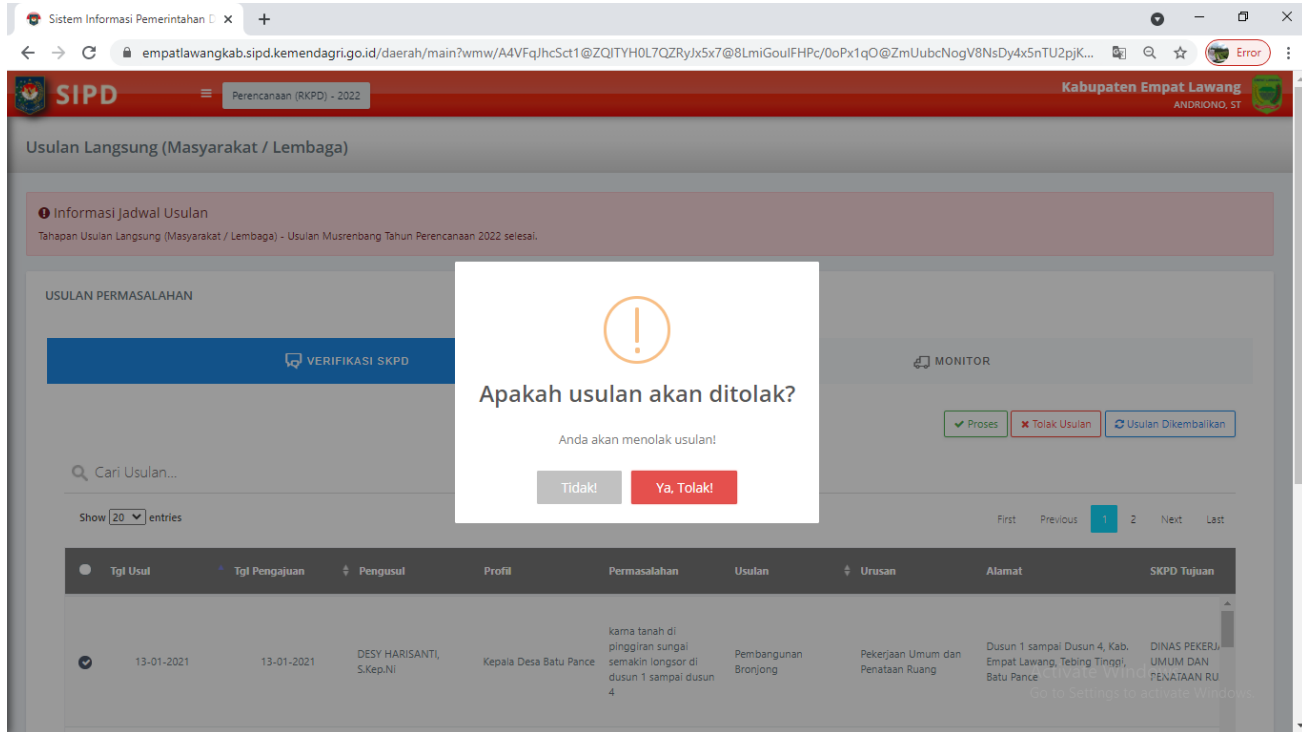 Sistem Informasi Pemerintahan D
empatlawangkab.sipd.kemendagri.go.id/daerah/main?wmw/A4VFqJhcSct1@ZQITYH0L7QZRyJx5x7@8LmiGouIFHPc/0oPx1qO@ZmUubcNogV8NsDy4x5nTU2pjK...
Error
SIPD
Perencanaan (RKPD) - 2022
Kabupaten Empat Lawang
ANDRIONO, ST
Usulan Langsung (Masyarakat / Lembaga)
Informasi Jadwal Usulan
Tahapan Usulan Langsung (Masyarakat / Lembaga) - Usulan Musrenbang Tahun Perencanaan 2022 selesai.
USULAN PERMASALAHAN
VERIFIKASI SKPD
MONITOR
Apakah usulan akan ditolak?
Anda akan menolak usulan!
Tidak!
Ya, Tolak!
Proses
Tolak Usulan
Usulan Dikembalikan
Cari Usulan...
Show 20 entries
First Previous 1 2 Next Last
Tgl Usul Tgl Pengajuan Pengusul Profil Permasalahan Usulan Urusan Alamat SKPD Tujuan
13-01-2021
13-01-2021
DESY HARISANTI,
S.Kep.Ni
Kepala Desa Batu Pance
karna tanah di
pinggiran sungai
semakin longsor di
dusun 1 sampai dusun
4
Pembangunan
Bronjong
Pekerjaan Umum dan
Penataan Ruang
Dusun 1 sampai Dusun 4, Kab.
Empat Lawang, Tebing Tinggi,
Batu Pance
DINAS PEKERJA
UMUM DAN
PENATAAN RU
Activate Windows
Go to Settings to activate Windows.